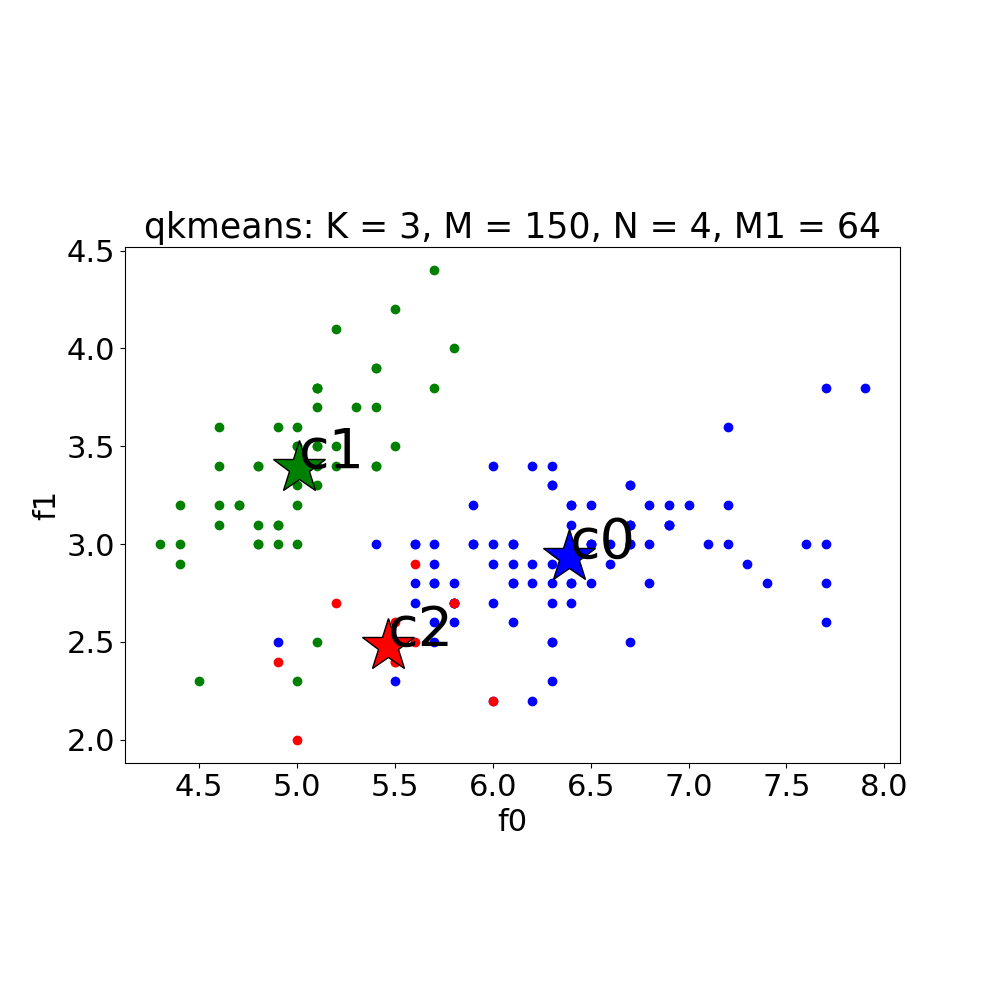 qkmeans: K = 3, M = 150, N = 4, M1 = 64
4.5
4.0
3.5
3.0
2.5
2.0
f1
c1
c0
c2
4.5 5.0 5.5 6.0 6.5 7.0 7.5 8.0
f0